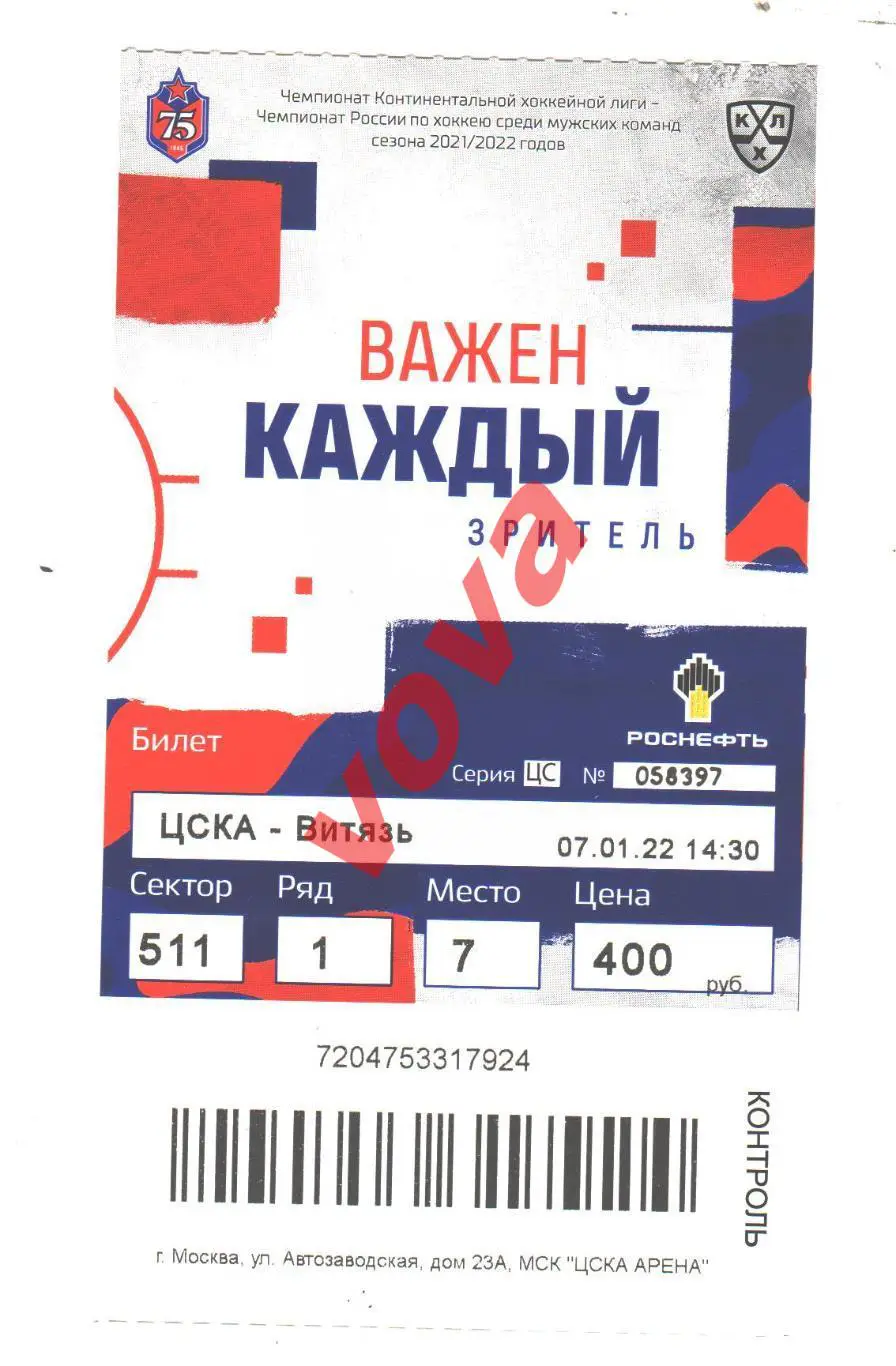 75
1946
Чемпионат Континентальной хоккейной лиги –
Чемпионат России по хоккею среди мужских команд
сезона 2021/2022 годов
К Л
Х
ВАЖЕН
КАЖДЫЙ
ЗРИТЕЛЬ
vova
РОСНЕФТЬ
Билет
Серия ЦС № 058397
ЦСКА - Витязь 07.01.22 14:30
Сектор Ряд Место Цена
511 1 7 400 руб.
7204753317924
КОНТРОЛЬ
г. Москва, ул. Автозаводская, дом 23А, МСК "ЦСКА АРЕНА"